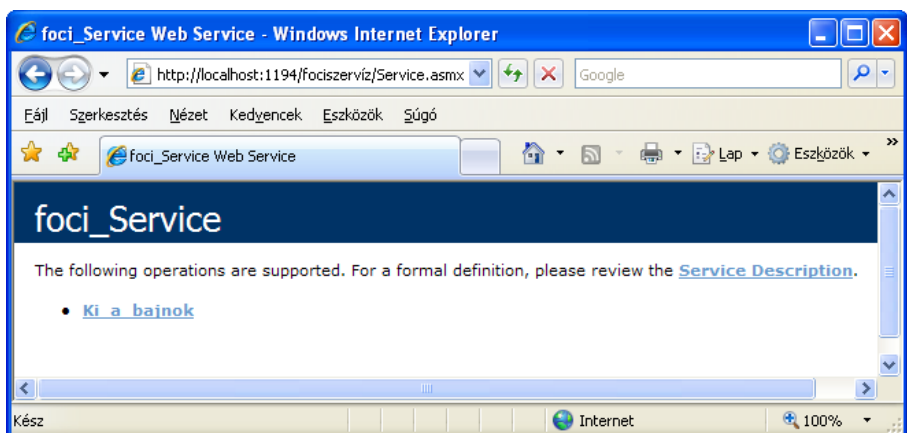 foci_Service Web Service - Windows Internet Explorer
http://localhost:1194/fociszervíz/Service.asmx
Google
Fájl Szerkesztés Nézet Kedvencek Eszközök Súgó
foci_Service Web Service
Lap
Eszközök
foci_Service
The following operations are supported. For a formal definition, please review the Service Description.
• Ki_a_bajnok
Kész
Internet
100%